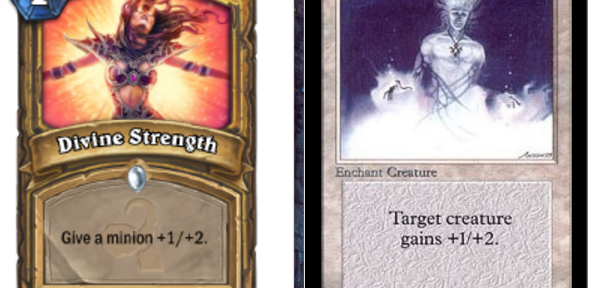 Divine Strength
Give a minion +1/+2.
Enchant Creature
Target creature
gains +1/+2.